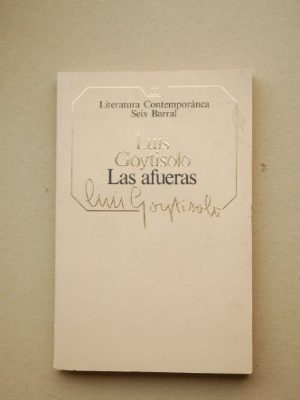 Literatura Contemporánea
Seix Barral
Luis
Goytisolo
Las afueras
Luis Goytisolo